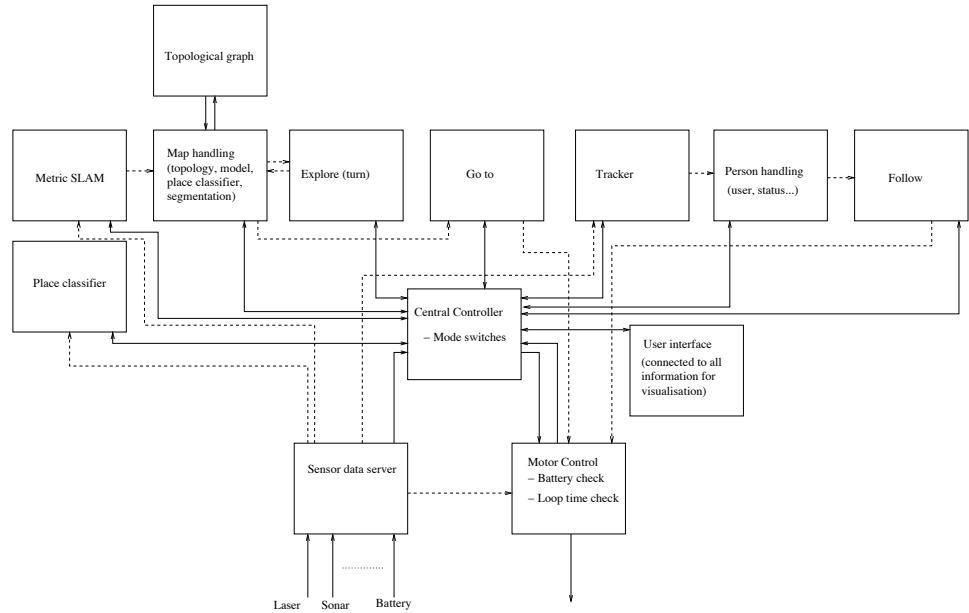 Topological graph
Metric SLAM
Map handling
(topology, model,
place classifier,
segmentation)
Explore (turn)
Go to
Tracker
Person handling
(user, status...)
Follow
Place classifier
Central Controller
– Mode switches
User interface
(connected to all
information for
visualisation)
Sensor data server
Motor Control
– Battery check
– Loop time check
Laser
Sonar
Battery